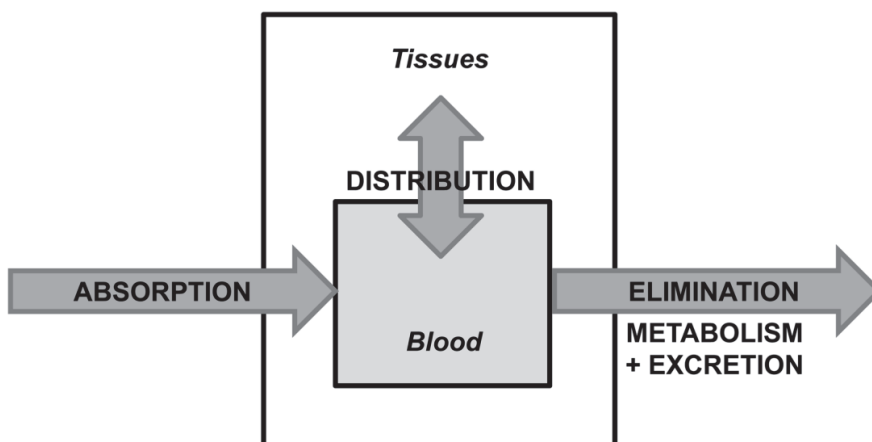 Tissues
DISTRIBUTION
ABSORPTION
ELIMINATION
Blood
METABOLISM
+ EXCRETION